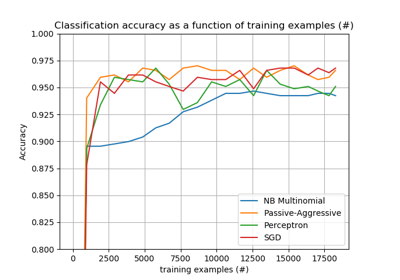 Classification accuracy as a function of training examples (#)
1.000
0.975
0.950
0.925
0.900
0.875
0.850
0.825
0.800
Accuracy
NB Multinomial
Passive-Aggressive
Perceptron
SGD
0 2500 5000 7500 10000 12500 15000 17500
training examples (#)